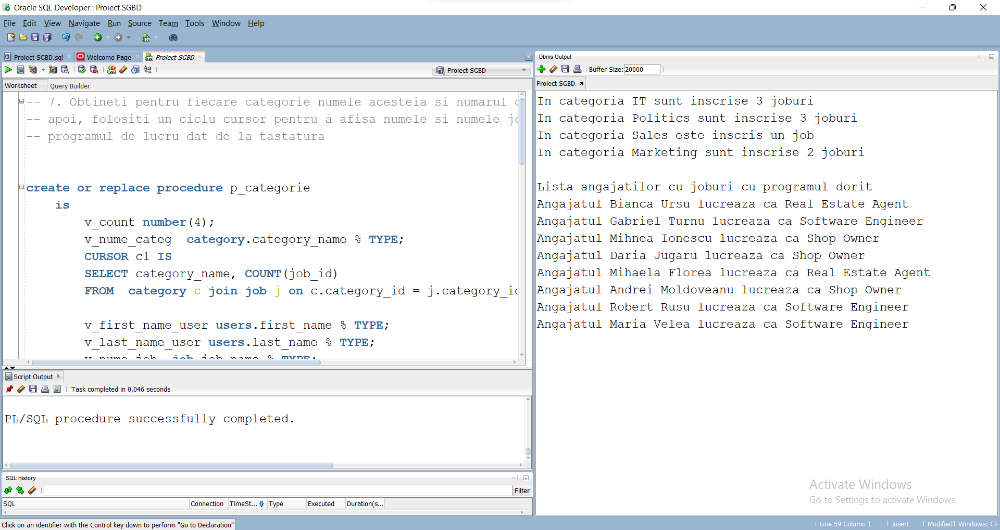 Oracle SQL Developer : Proiect SGBD
File Edit View Navigate Run Source Team Tools Window Help
Proiect SGBD.sql
Welcome Page
Proiect SGBD
Proiect SGBD
Worksheet Query Builder
-- 7. Obtineti pentru fiecare categorie numele acesteia si numarul
-- apoi, folositi un ciclu cursor pentru a afisa numele si numele
-- programul de lucru dat de la tastatura
create or replace procedure p_categorie
is
v_count number(4);
v_nume_categ category.category_name % TYPE;
CURSOR c1 IS
SELECT category_name, COUNT(job_id)
FROM category c join job j on c.category_id = j.category_id
v_first_name_user users.first_name % TYPE;
v_last_name_user users.last_name % TYPE;
v_nume_job job.job_name % TYPE;
Script Output
Task completed in 0,046 seconds
PL/SQL procedure successfully completed.
SQL History
Filter
SQL Connection TimeSt... Type Executed Duration(s...
Click on an identifier with the Control key down to perform "Go to Declaration"
Dbms Output
Buffer Size: 20000
Proiect SGBD
In categoria IT sunt inscrise 3 joburi
In categoria Politics sunt inscrise 3 joburi
In categoria Sales este inscris un job
In categoria Marketing sunt inscrise 2 joburi
Lista angajatilor cu joburi cu programul dorit
Angajatul Bianca Ursu lucreaza ca Real Estate Agent
Angajatul Gabriel Turnu lucreaza ca Software Engineer
Angajatul Mihnea Ionescu lucreaza ca Shop Owner
Angajatul Daria Jugaru lucreaza ca Shop Owner
Angajatul Mihaela Florea lucreaza ca Real Estate Agent
Angajatul Andrei Moldoveanu lucreaza ca Shop Owner
Angajatul Robert Rusu lucreaza ca Software Engineer
Angajatul Maria Velea lucreaza ca Software Engineer
Activate Windows
Go to Settings to activate Windows.
Line 59 Column 1 Insert Modified Windows: CR